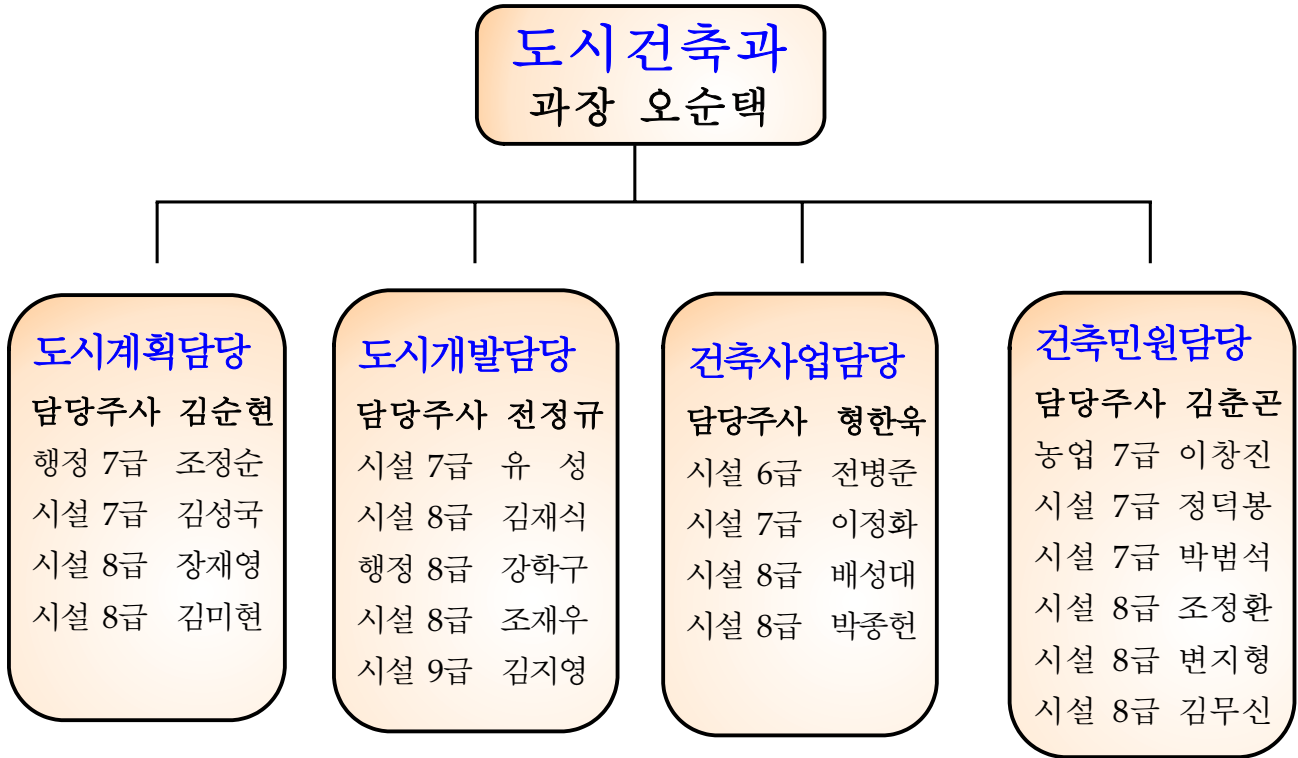 도시건축과
과장 오순택
도시계획담당
담당주사 김순현
행정 7급 조정순
시설 7급 김성국
시설 8급 장재영
시설 8급 김미현
도시개발담당
담당주사 전정규
시설 7급 유 성
시설 8급 김재식
행정 8급 강학구
시설 8급 조재우
시설 9급 김지영
건축사업담당
담당주사 형한욱
시설 6급 전병준
시설 7급 이정화
시설 8급 배성대
시설 8급 박종헌
건축민원담당
담당주사 김춘곤
농업 7급 이창진
시설 7급 정덕봉
시설 7급 박범석
시설 8급 조정환
시설 8급 변지형
시설 8급 김무신